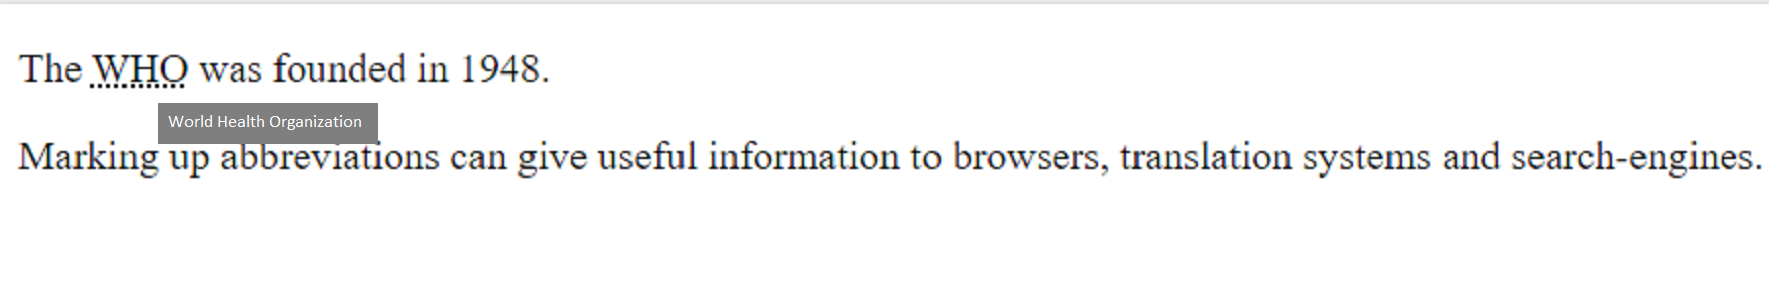 The WHO was founded in 1948.
World Health Organization
Marking up abbreviations can give useful information to browsers, translation systems and search-engines.